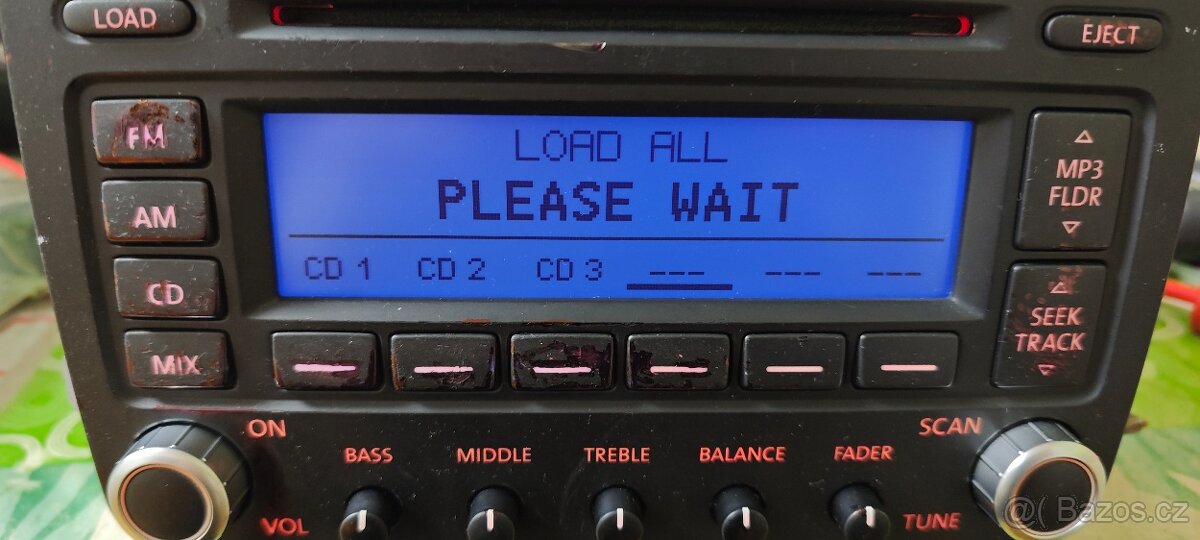 LOAD
EJECT
FM
LOAD ALL
MP3
FLDR
AM
PLEASE WAIT
CD
CD 1 CD 2 CD 3 --- --- ---
SEEK
TRACK
MIX
ON
SCAN
BASS MIDDLE TREBLE BALANCE FADER
VOL
TUNE
@( Bazos.cz